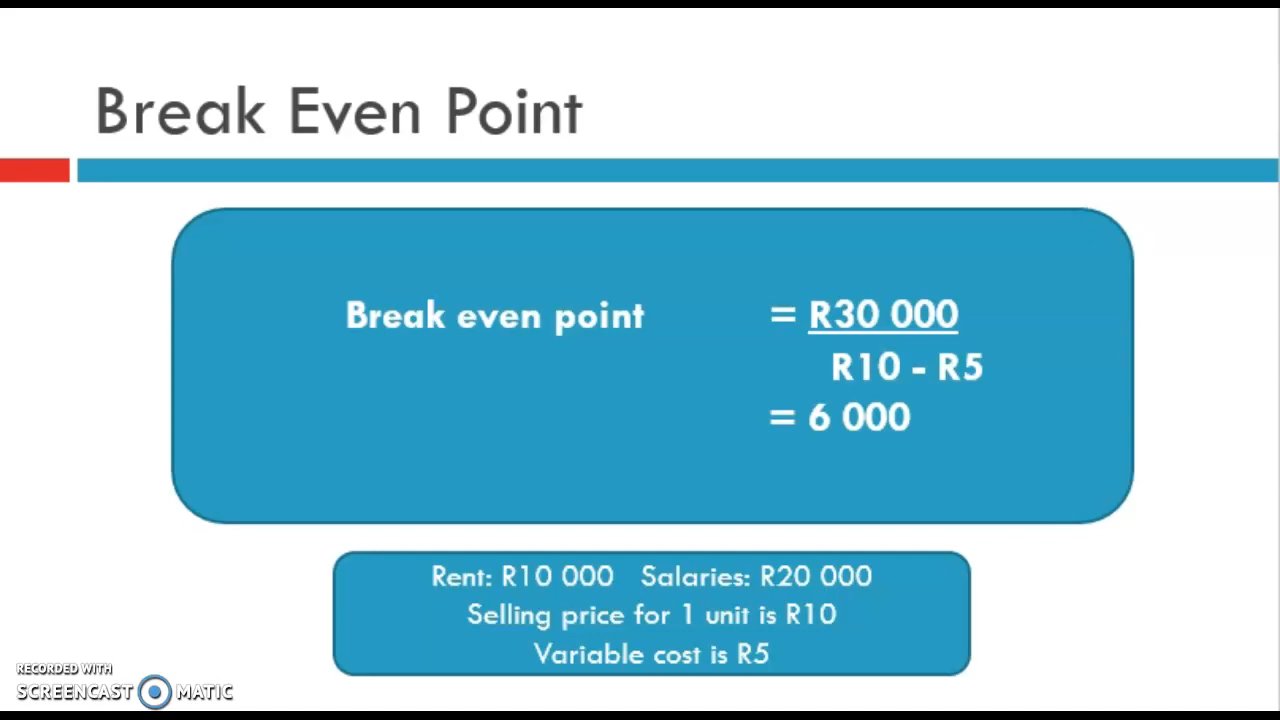 Break Even Point
Break even point = R30 000
R10 - R5
= 6 000
Rent: R10 000 Salaries: R20 000
Selling price for 1 unit is R10
Variable cost is R5
RECORDED WITH
SCREENCAST MATIC